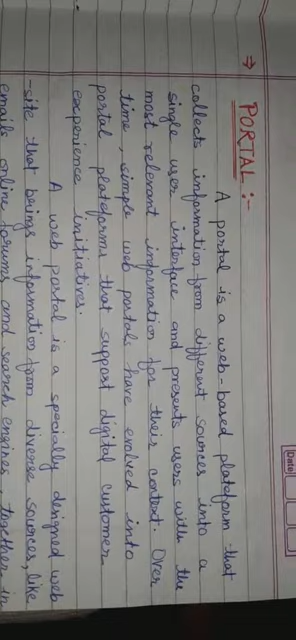 Date
→ PORTAL :-
A portal is a web-based plateform that
collects information from different sources into a
single user interface and presents users with the
most relevant information for their context. Over
time, simple web portals have evolved into
portal plateforms that support digital customer
experience initiatives.
A web portal is a specially designed web
-site that brings information from diverse sources, like
emails online forums and search engines, together in